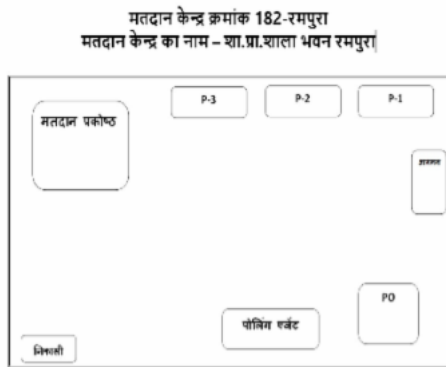 मतदान केन्द्र क्रमांक 182-रमपुरा
मतदान केन्द्र का नाम – शा.प्रा.शाला भवन रमपुरा
P-3 P-2 P-1
मतदान प्रकोष्ठ
PO
पोलिंग एजेंट
निकासी